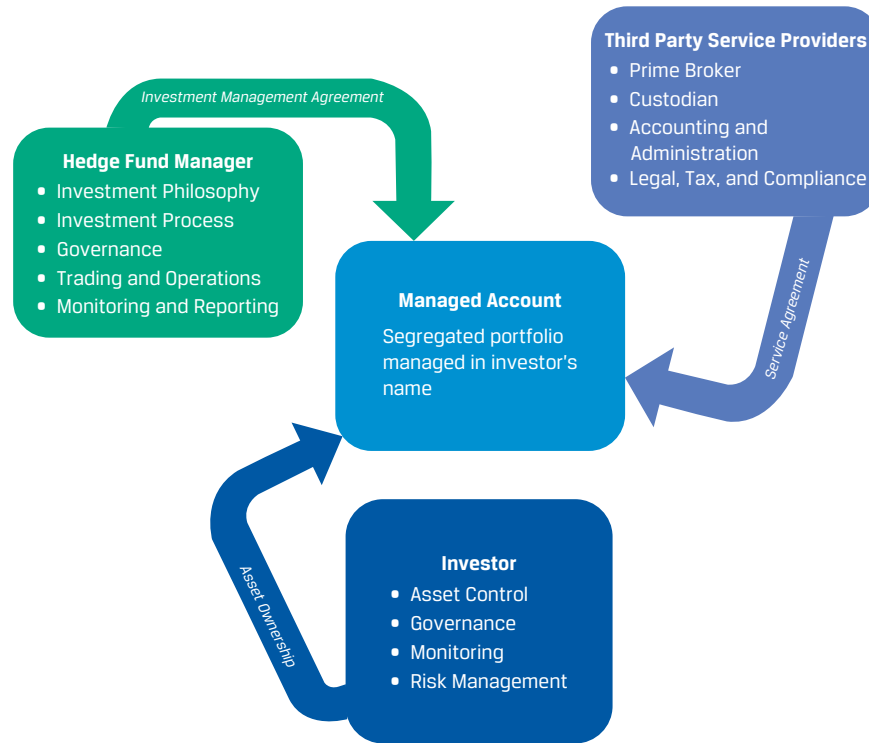 Third Party Service Providers
• Prime Broker
• Custodian
• Accounting and
Administration
• Legal, Tax, and Compliance
Investment Management Agreement
Hedge Fund Manager
• Investment Philosophy
• Investment Process
• Governance
• Trading and Operations
• Monitoring and Reporting
Service Agreement
Managed Account
Segregated portfolio
managed in investor's
name
Asset Ownership
Investor
• Asset Control
• Governance
• Monitoring
• Risk Management